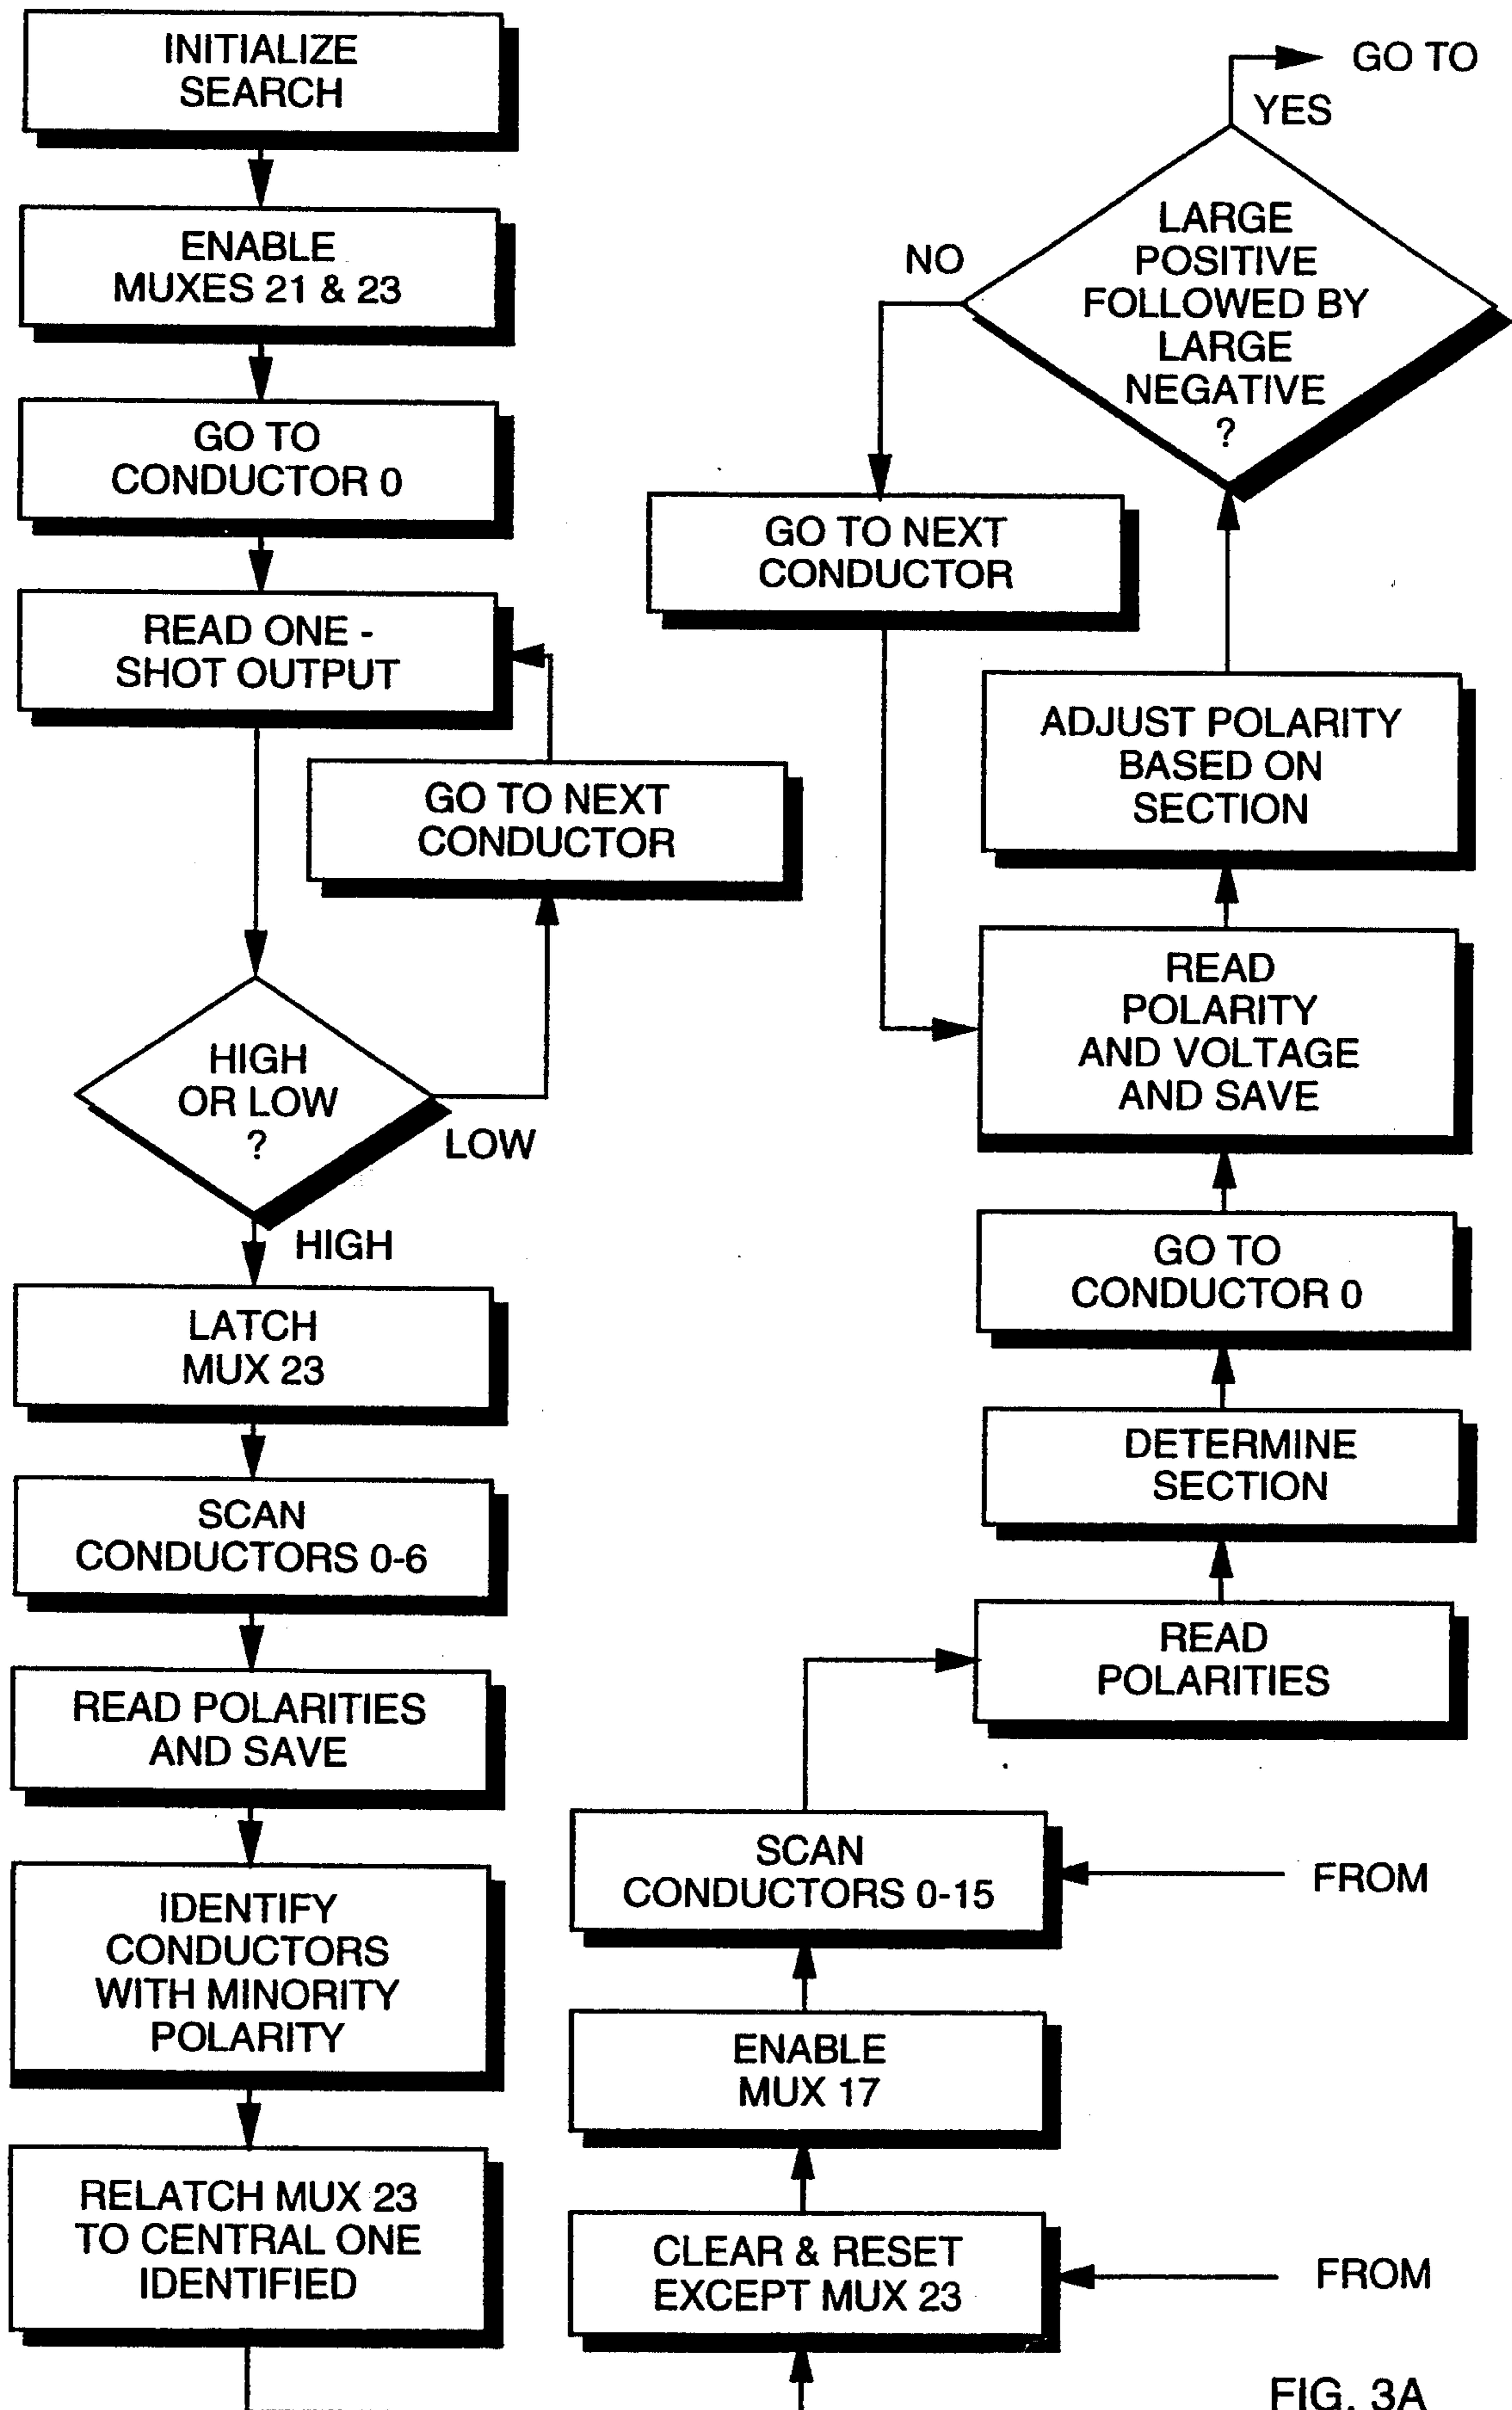 INITIALIZE
SEARCH
ENABLE
MUXES 21 & 23
GO TO
CONDUCTOR 0
READ ONE -
SHOT OUTPUT
GO TO NEXT
CONDUCTOR
HIGH
OR LOW
?
LOW
HIGH
LATCH
MUX 23
SCAN
CONDUCTORS 0-6
READ POLARITIES
AND SAVE
IDENTIFY
CONDUCTORS
WITH MINORITY
POLARITY
RELATCH MUX 23
TO CENTRAL ONE
IDENTIFIED
GO TO
YES
LARGE
POSITIVE
FOLLOWED BY
LARGE
NEGATIVE
?
NO
GO TO NEXT
CONDUCTOR
ADJUST POLARITY
BASED ON
SECTION
READ
POLARITY
AND VOLTAGE
AND SAVE
GO TO
CONDUCTOR 0
DETERMINE
SECTION
READ
POLARITIES
SCAN
CONDUCTORS 0-15
FROM
ENABLE
MUX 17
CLEAR & RESET
EXCEPT MUX 23
FROM
FIG. 3A